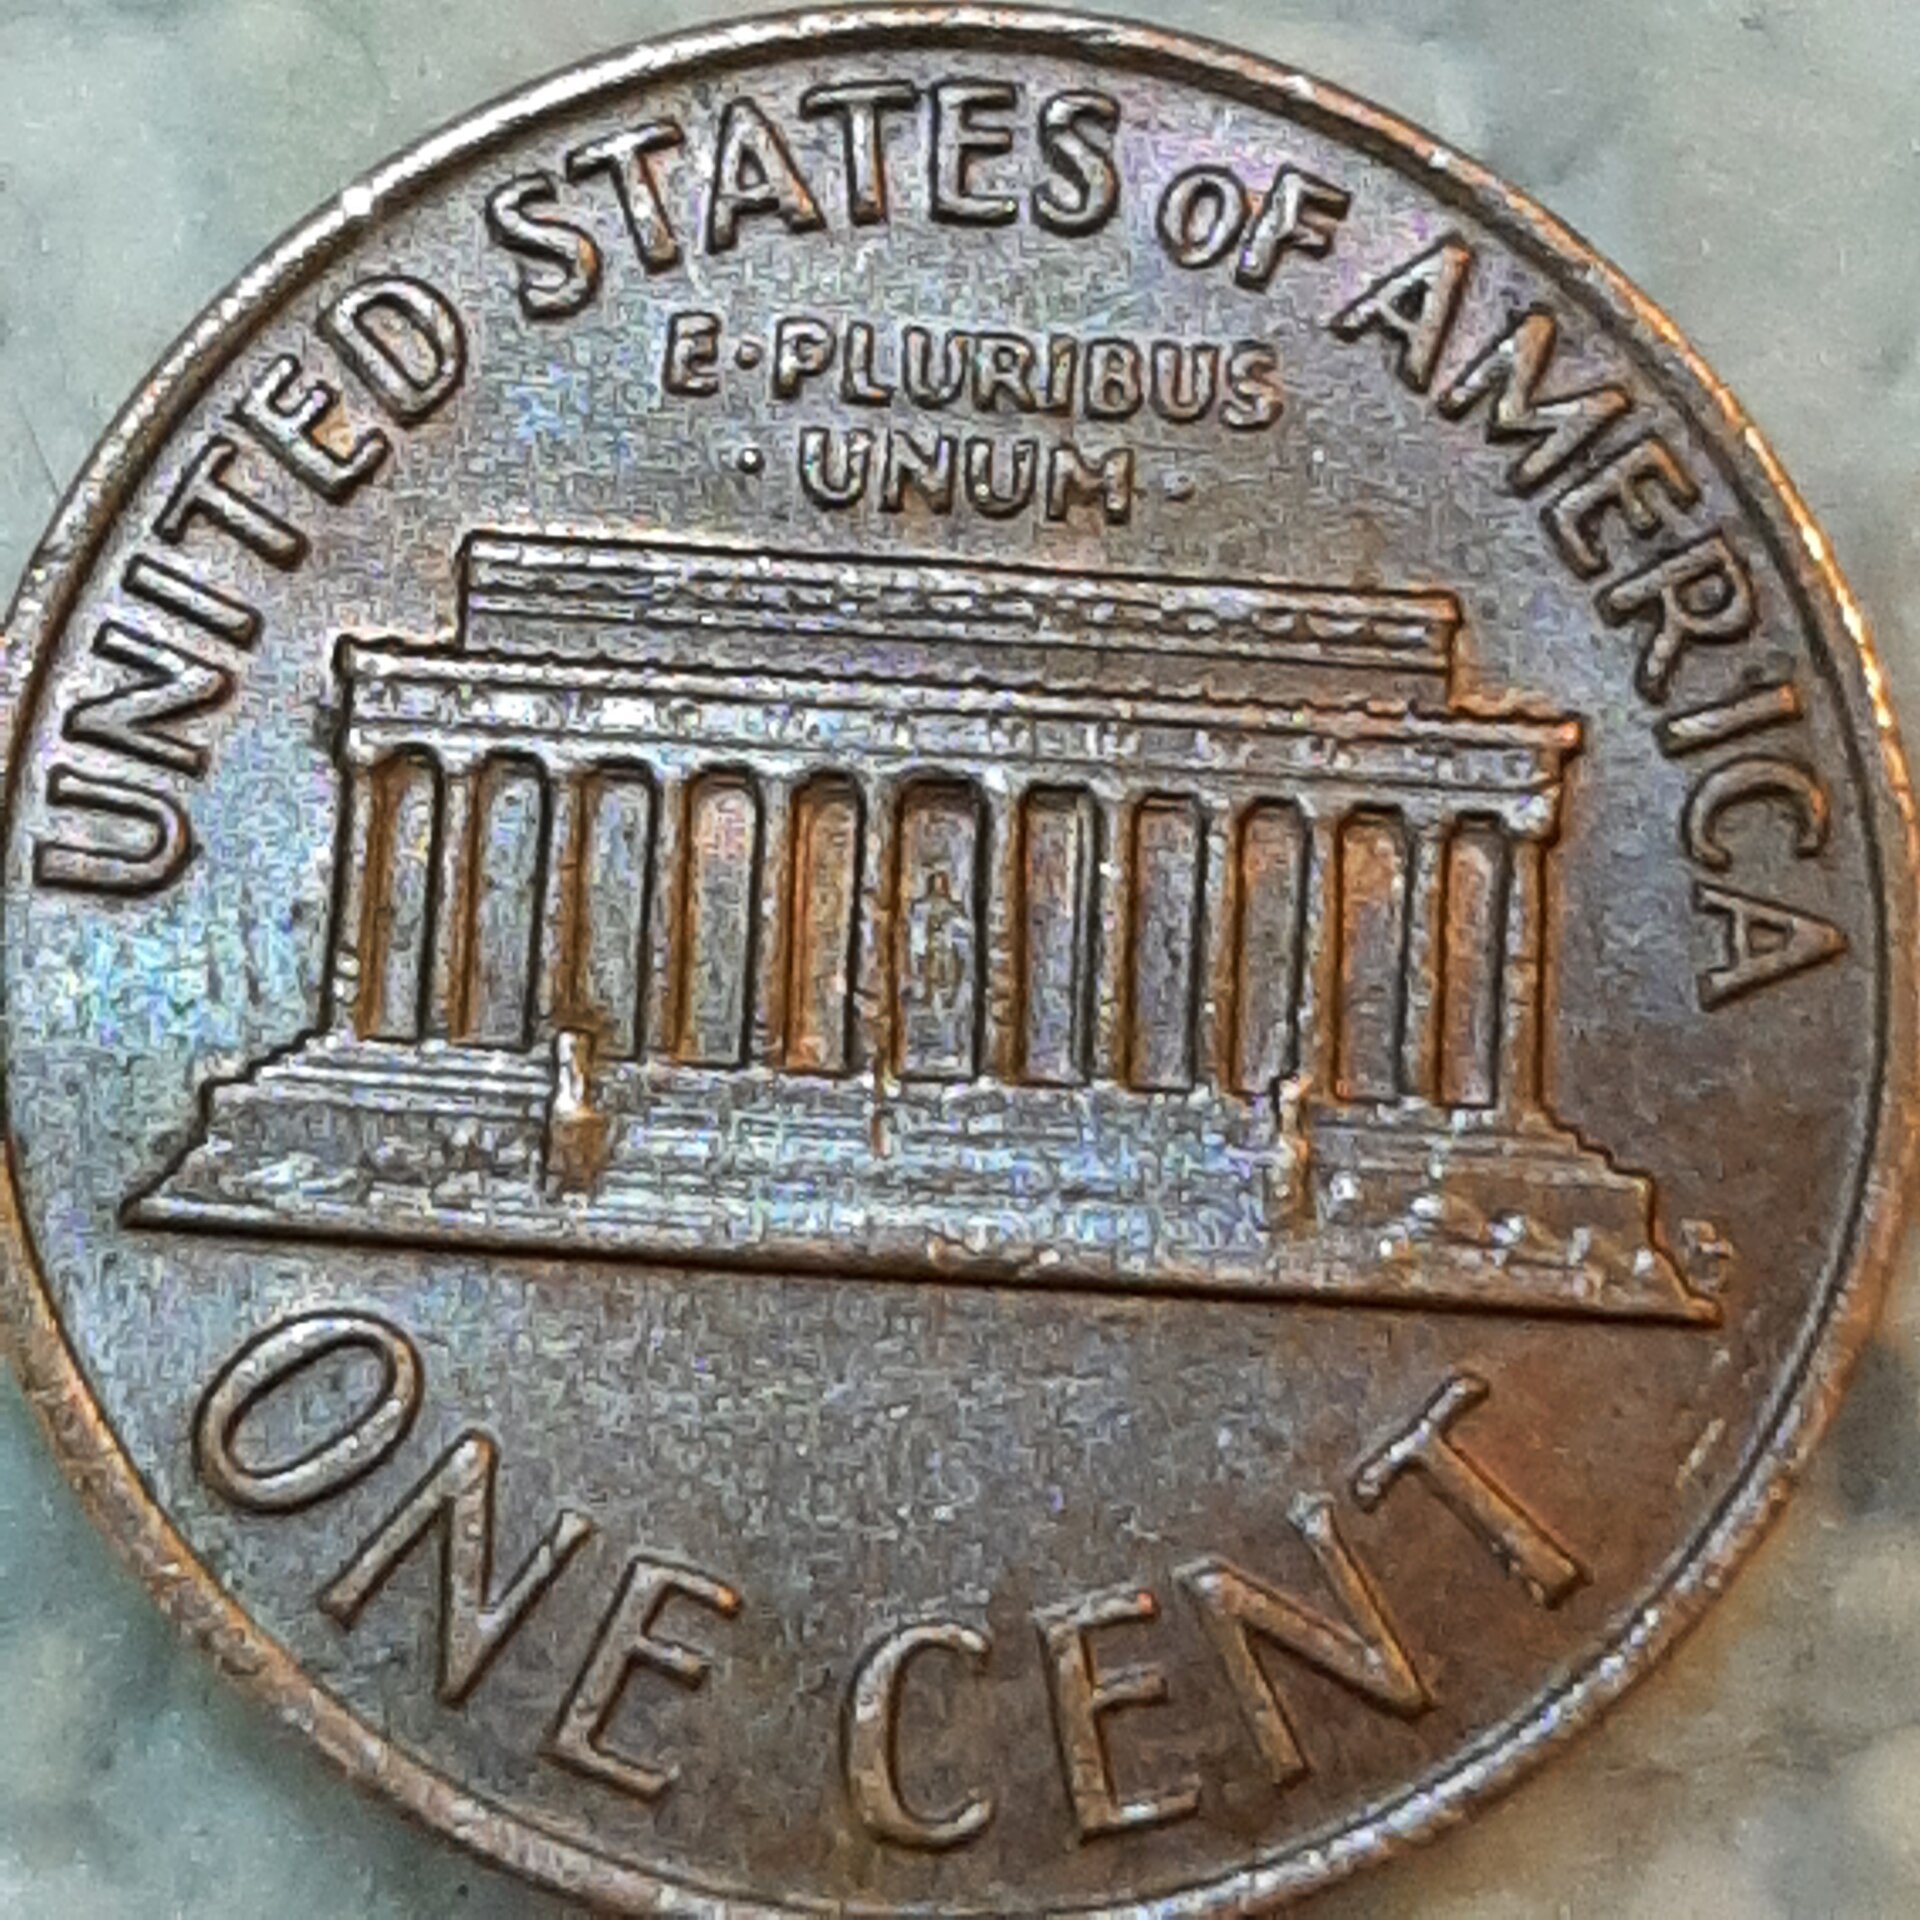 UNITED STATES OF AMERICA
E·PLURIBUS
·UNUM·
ONE CENT